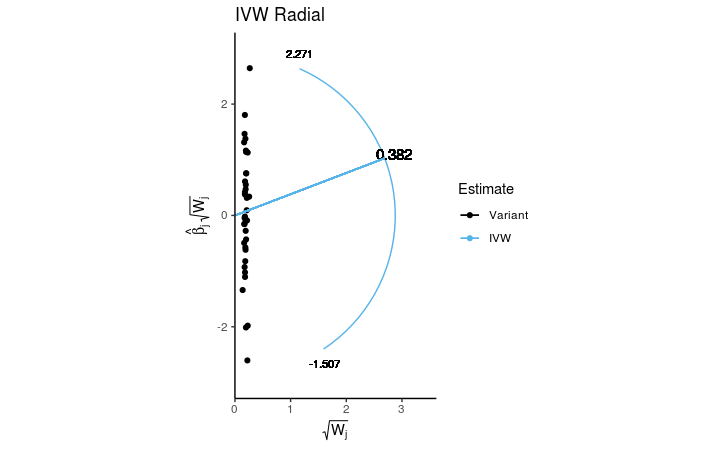 IVW Radial
2.271
2
0.382
0
-2
-1.507
0 1 2 3
β̂ⱼ√Wⱼ
√Wⱼ
Estimate
Variant
IVW